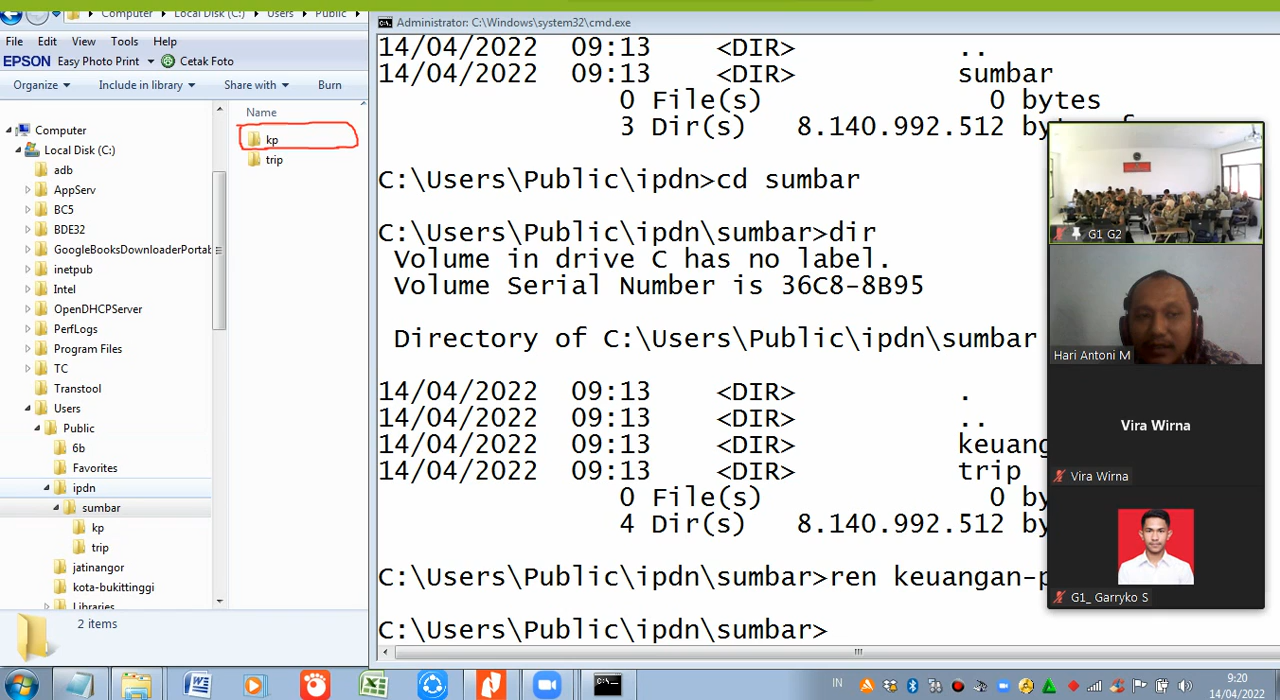 Computer
Local Disk (C:)
Users
Public
File Edit View Tools Help
EPSON Easy Photo Print Cetak Foto
Organize Include in library Share with Burn
Name
kp
trip
Computer
Local Disk (C:)
adb
AppServ
BC5
BDE32
GoogleBooksDownloaderPortab
inetpub
Intel
OpenDHCPServer
PerfLogs
Program Files
TC
Transtool
Users
Public
6b
Favorites
ipdn
sumbar
kp
trip
jatinangor
kota-bukittinggi
Libraries
2 items
Administrator: C:\Windows\system32\cmd.exe
14/04/2022 09:13 <DIR> ..
14/04/2022 09:13 <DIR> sumbar
0 File(s) 0 bytes
3 Dir(s) 8.140.992.512
C:\Users\Public\ipdn>cd sumbar
C:\Users\Public\ipdn\sumbar>dir
Volume in drive C has no label.
Volume Serial Number is 36C8-8B95
Directory of C:\Users\Public\ipdn\sumbar
14/04/2022 09:13 <DIR> .
14/04/2022 09:13 <DIR> ..
14/04/2022 09:13 <DIR> keuang
14/04/2022 09:13 <DIR> trip
0 File(s) 0 by
4 Dir(s) 8.140.992.512 by
C:\Users\Public\ipdn\sumbar>ren keuangan-p
C:\Users\Public\ipdn\sumbar>
G1 G2
Hari Antoni M
Vira Wirna
Vira Wirna
G1_ Garryko S
IN
9:20
14/04/2022